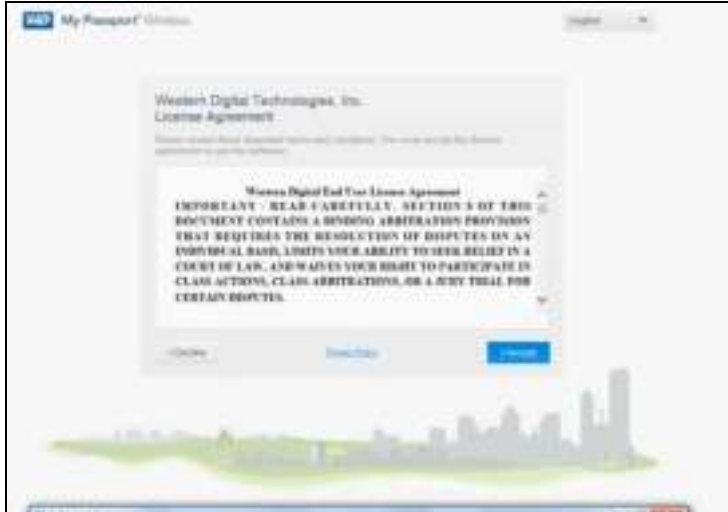 WD My Passport Wireless
English
Western Digital Technologies, Inc.
License Agreement
Western Digital End User License Agreement
IMPORTANT - READ CAREFULLY. SECTION 8 OF THIS
DOCUMENT CONTAINS A BINDING ARBITRATION PROVISION
THAT REQUIRES THE RESOLUTION OF DISPUTES ON AN
INDIVIDUAL BASIS, LIMITS YOUR ABILITY TO SEEK RELIEF IN A
COURT OF LAW, AND WAIVES YOUR RIGHT TO PARTICIPATE IN
CLASS ACTIONS, CLASS ARBITRATIONS, OR A JURY TRIAL FOR
CERTAIN DISPUTES.
I Decline
Privacy Policy
I Accept